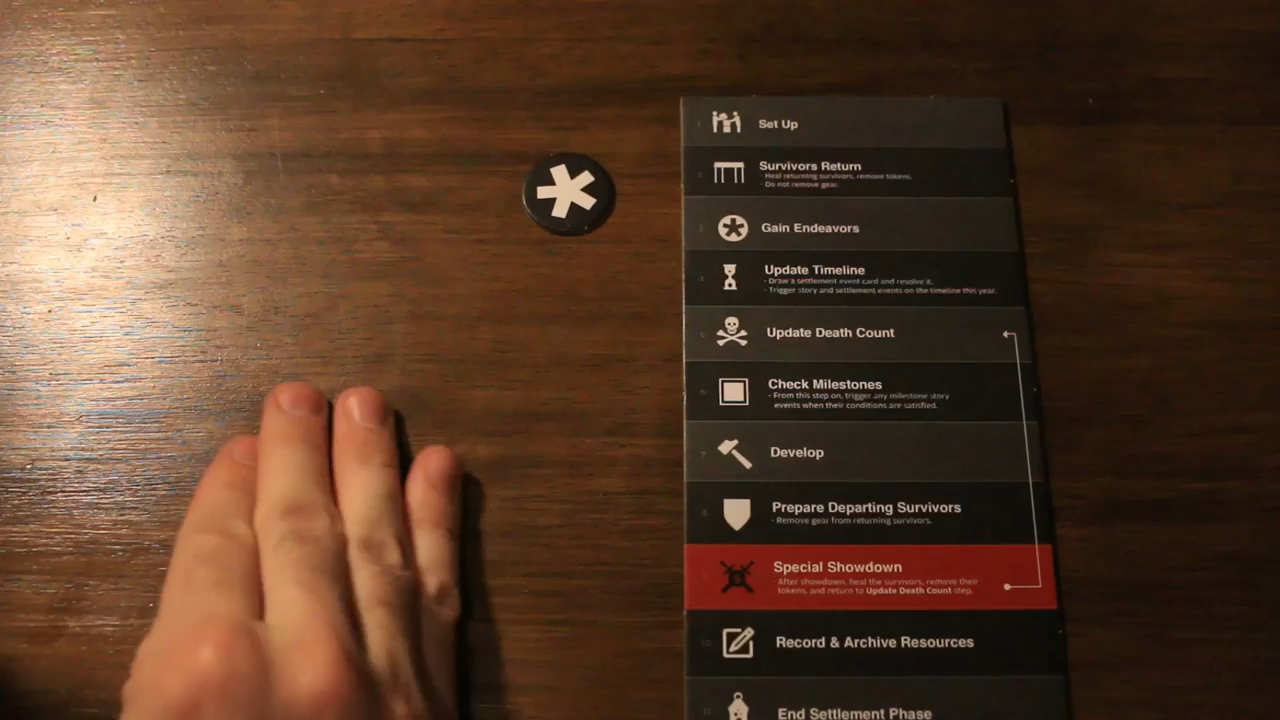 Set Up
Survivors Return
- Heal returning survivors, remove tokens.
- Do not remove gear.
Gain Endeavors
Update Timeline
- Draw a settlement event card and resolve it.
- Trigger story and settlement events on the timeline this year.
Update Death Count
Check Milestones
- From this step on, trigger any milestone story
events when their conditions are satisfied.
7 Develop
8 Prepare Departing Survivors
- Remove gear from returning survivors.
Special Showdown
- After showdown, heal the survivors, remove their
tokens, and return to Update Death Count step.
10 Record & Archive Resources
11 End Settlement Phase